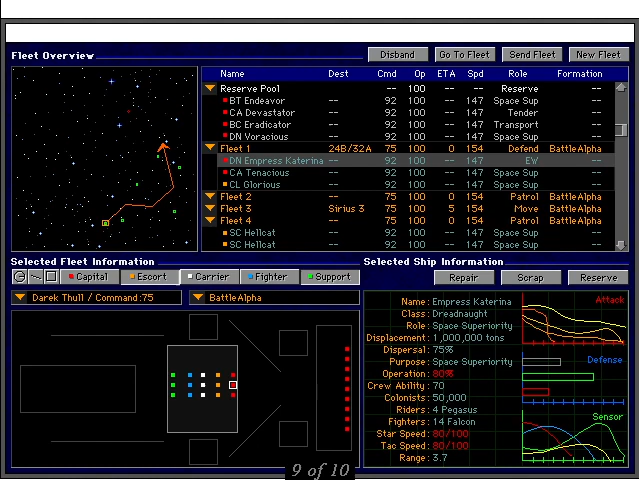 Fleet Overview
Disband Go To Fleet Send Fleet New Fleet
Name Dest Cmd Op ETA Spd Role Formation
Reserve Pool -- 100 -- -- Reserve --
BT Endeavor -- 92 100 -- 147 Space Sup
CA Devastator -- 92 100 -- 147 Tender
BC Eradicator -- 92 100 -- 147 Transport
DN Voracious -- 92 100 -- 147 Space Sup
Fleet 1 24B/32A 75 100 0 154 Defend BattleAlpha
DN Empress Katerina -- 92 100 -- 147 EW
CA Tenacious -- 92 100 -- 147 Space Sup
CL Glorious -- 92 100 -- 147 Space Sup
Fleet 2 -- 75 100 0 154 Patrol BattleAlpha
Fleet 3 Sirius 3 75 100 5 154 Move BattleAlpha
Fleet 4 -- 75 100 0 154 Patrol BattleAlpha
SC Hellcat -- 92 100 -- 147 Space Sup
SC Hellcat -- 92 100 -- 147 Space Sup
Selected Fleet Information
Capital Escort Carrier Fighter Support
Darek Thull / Command:75 BattleAlpha
Selected Ship Information
Repair Scrap Reserve
Name: Empress Katerina
Class: Dreadnaught
Role: Space Superiority
Displacement: 1,000,000 tons
Dispersal: 75%
Purpose: Space Superiority
Operation: 80%
Crew Ability: 70
Colonists: 50,000
Riders: 4 Pegasus
Fighters: 14 Falcon
Star Speed: 80/100
Tac Speed: 80/100
Range: 3.7
Attack
Defense
Sensor
9 of 10